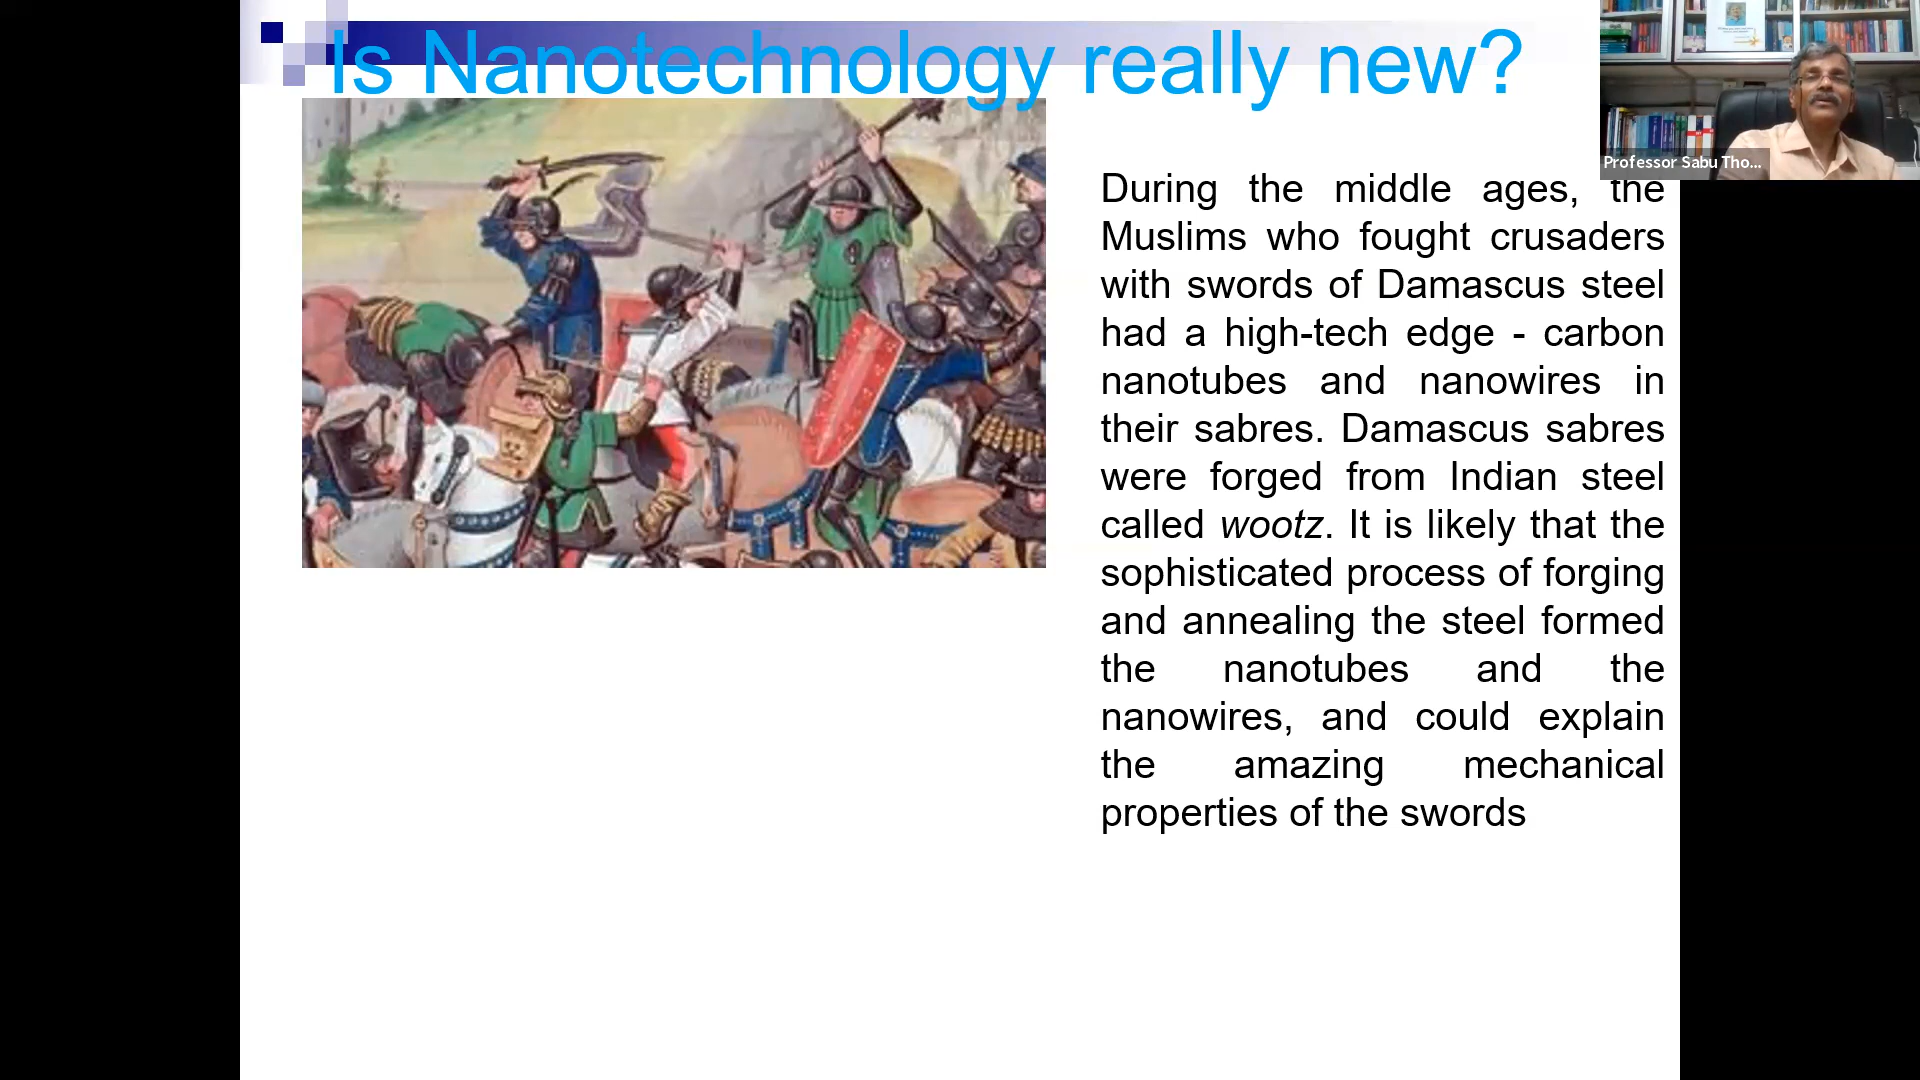 Is Nanotechnology really new?
Professor Sabu Tho...
During the middle ages, the
Muslims who fought crusaders
with swords of Damascus steel
had a high-tech edge - carbon
nanotubes and nanowires in
their sabres. Damascus sabres
were forged from Indian steel
called wootz. It is likely that the
sophisticated process of forging
and annealing the steel formed
the nanotubes and the
nanowires, and could explain
the amazing mechanical
properties of the swords